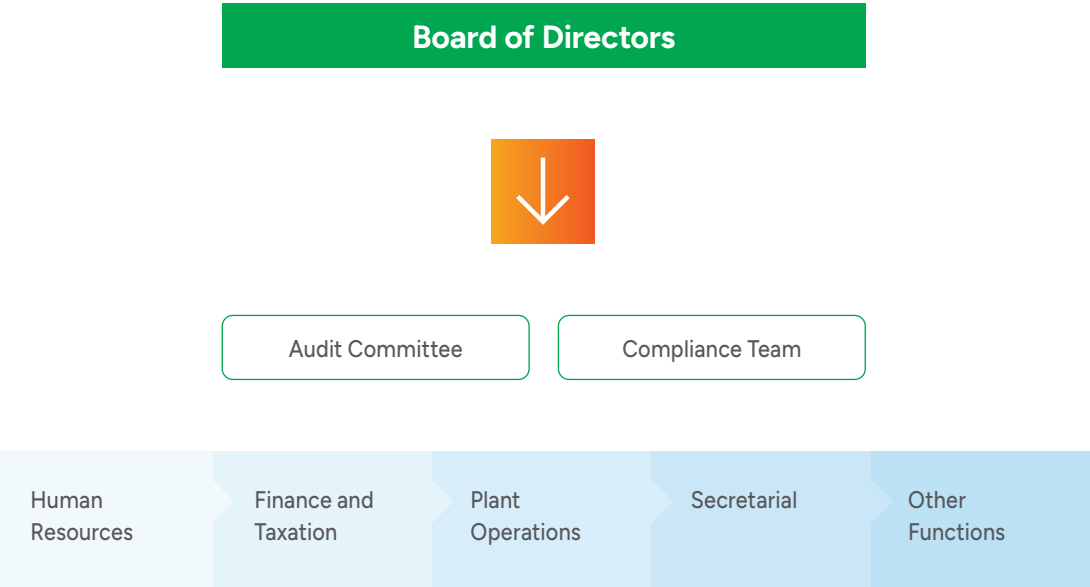 Board of Directors
Audit Committee
Compliance Team
Human
Resources
Finance and
Taxation
Plant
Operations
Secretarial
Other
Functions